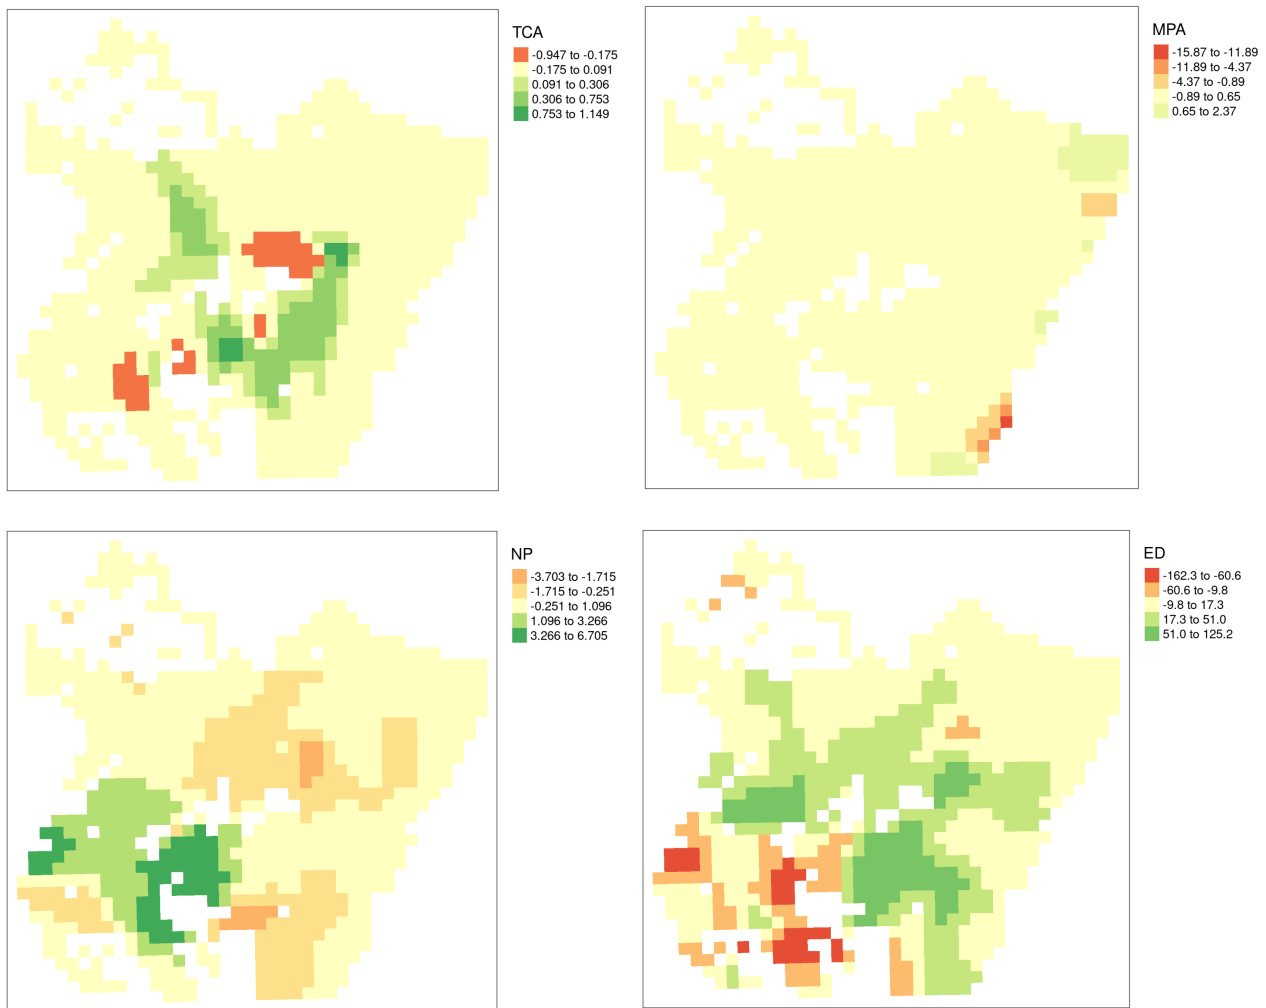 TCA
-0.947 to -0.175
-0.175 to 0.091
0.091 to 0.306
0.306 to 0.753
0.753 to 1.149
MPA
-15.87 to -11.89
-11.89 to -4.37
-4.37 to -0.89
-0.89 to 0.65
0.65 to 2.37
NP
-3.703 to -1.715
-1.715 to -0.251
-0.251 to 1.096
1.096 to 3.266
3.266 to 6.705
ED
-162.3 to -60.6
-60.6 to -9.8
-9.8 to 17.3
17.3 to 51.0
51.0 to 125.2